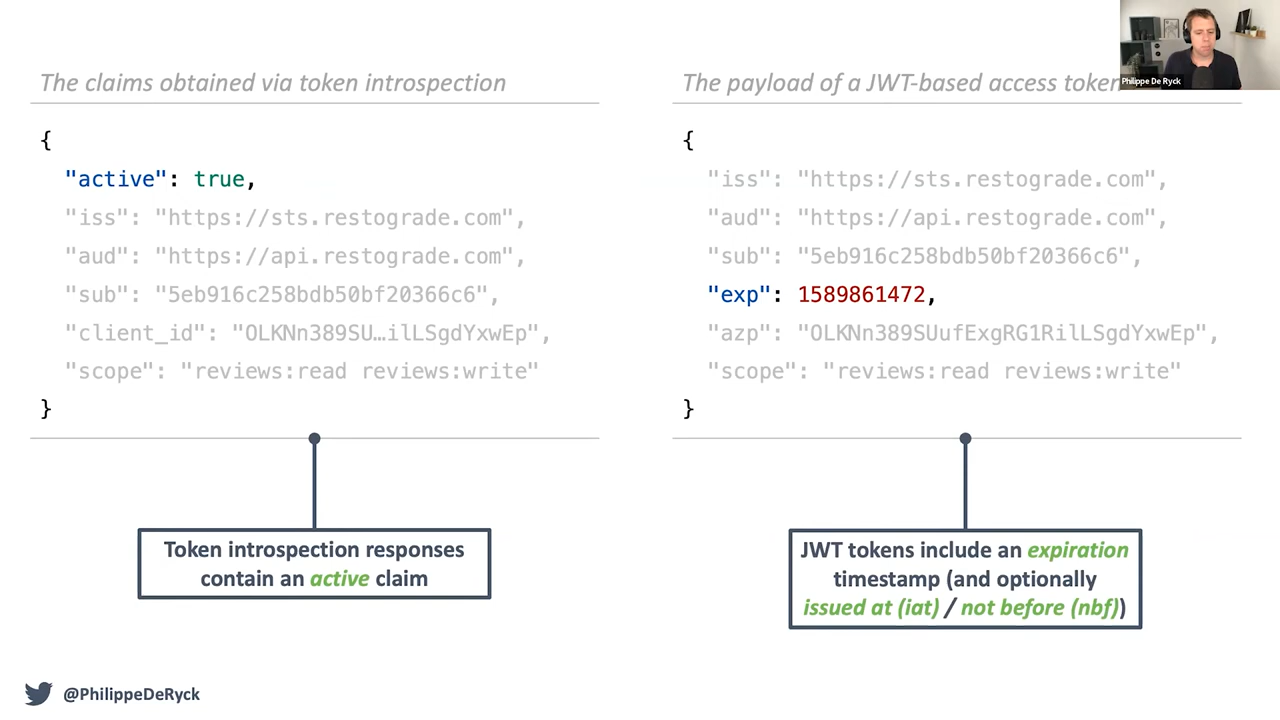 Philippe De Ryck
The claims obtained via token introspection
{
"active": true,
"iss": "https://sts.restograde.com",
"aud": "https://api.restograde.com",
"sub": "5eb916c258bdb50bf20366c6",
"client_id": "OLKNn389SU…ilLSgdYxwEp",
"scope": "reviews:read reviews:write"
}
Token introspection responses
contain an active claim
The payload of a JWT-based access token
{
"iss": "https://sts.restograde.com",
"aud": "https://api.restograde.com",
"sub": "5eb916c258bdb50bf20366c6",
"exp": 1589861472,
"azp": "OLKNn389SUufExgRG1RilLSgdYxwEp",
"scope": "reviews:read reviews:write"
}
JWT tokens include an expiration
timestamp (and optionally
issued at (iat) / not before (nbf))
@PhilippeDeRyck